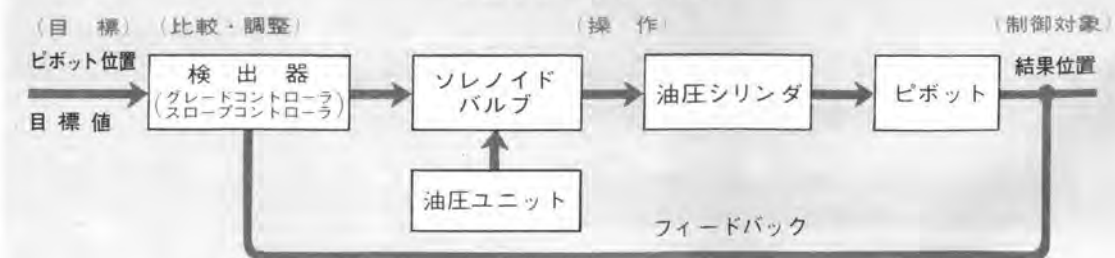 (目 標) (比較・調整) (操 作) (制御対象)
ピボット位置
目標値
検出器
(グレードコントローラ
スロープコントローラ)
ソレノイド
バルブ
油圧シリンダ
ピボット
結果位置
油圧ユニット
フィードバック